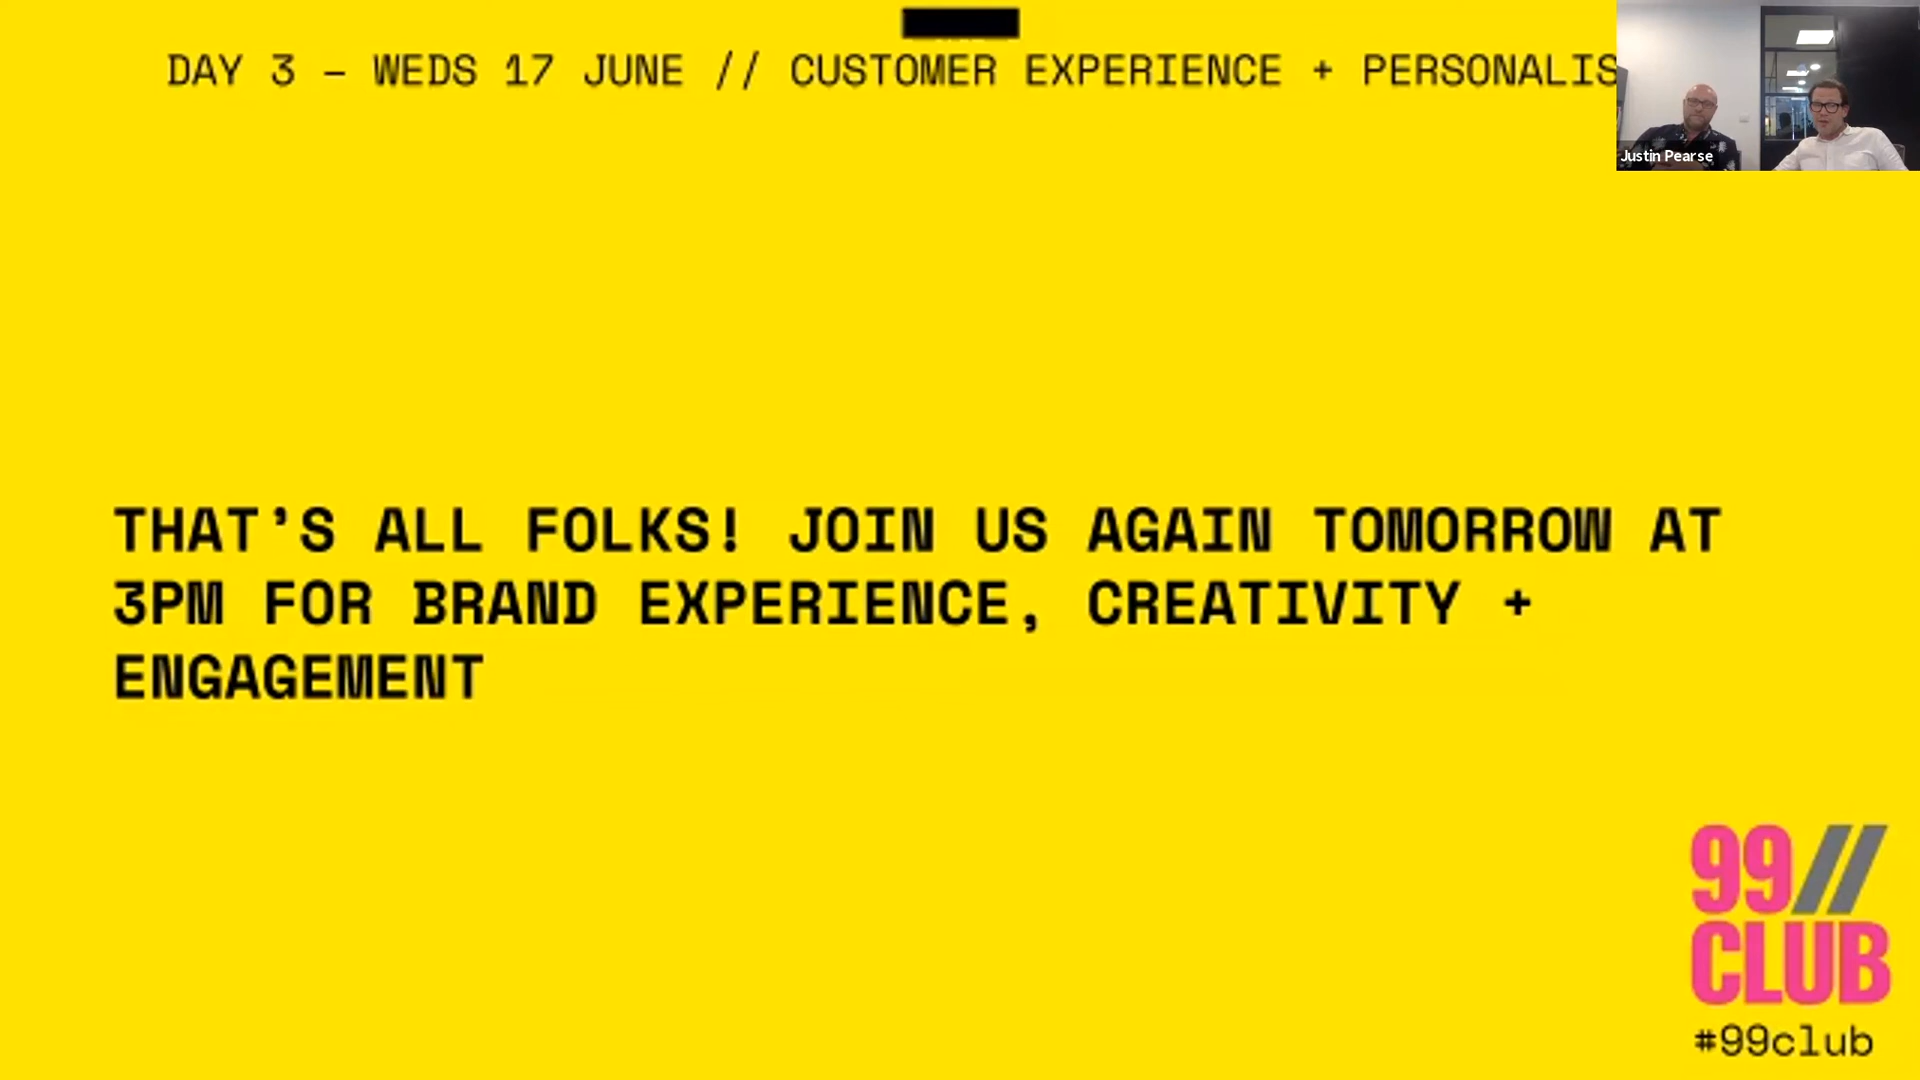 DAY 3 – WEDS 17 JUNE // CUSTOMER EXPERIENCE + PERSONALIS
Justin Pearse
THAT'S ALL FOLKS! JOIN US AGAIN TOMORROW AT
3PM FOR BRAND EXPERIENCE, CREATIVITY +
ENGAGEMENT
99//
CLUB
#99club